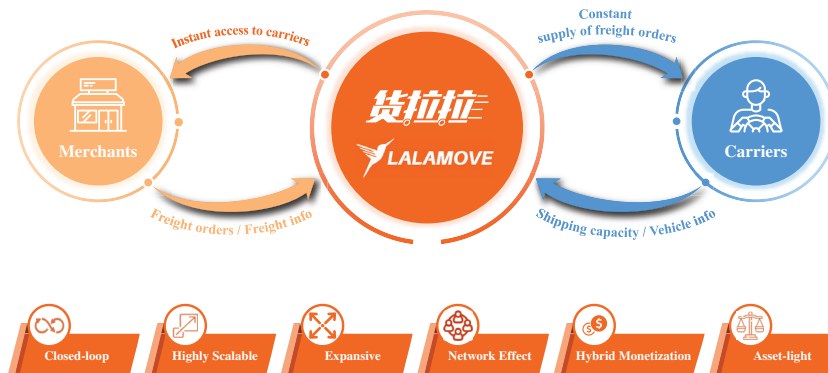 Instant access to carriers
Constant
supply of freight orders
货拉拉
LALAMOVE
Merchants
Carriers
Freight orders / Freight info
Shipping capacity / Vehicle info
Closed-loop
Highly Scalable
Expansive
Network Effect
Hybrid Monetization
Asset-light